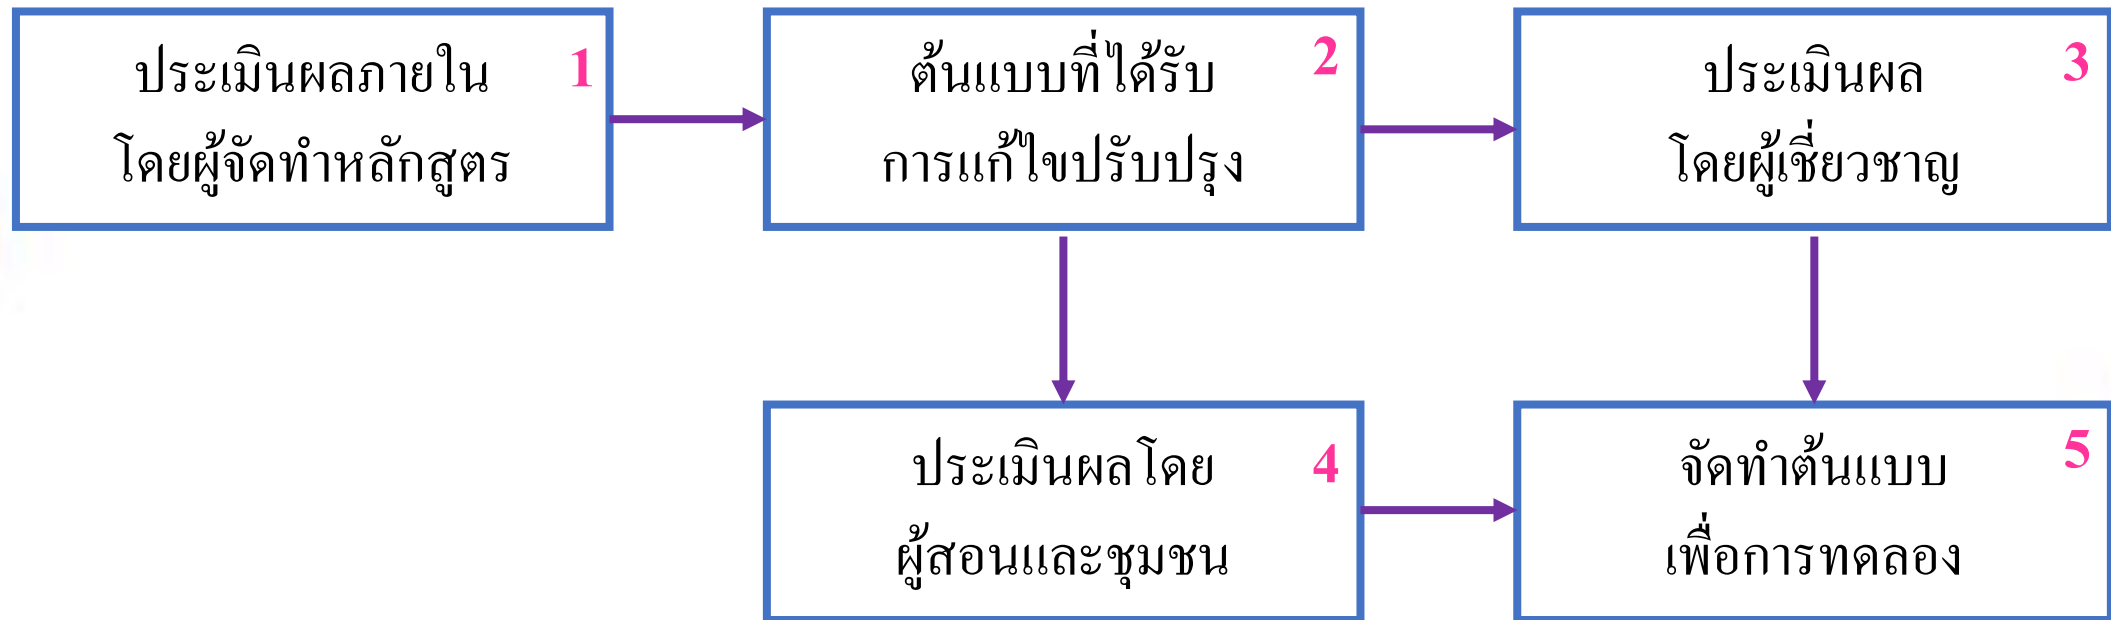 ประเมินผลภายใน 1
โดยผู้จัดทำหลักสูตร
ต้นแบบที่ได้รับ 2
การแก้ไขปรับปรุง
ประเมินผล 3
โดยผู้เชี่ยวชาญ
ประเมินผลโดย 4
ผู้สอนและชุมชน
จัดทำต้นแบบ 5
เพื่อการทดลอง